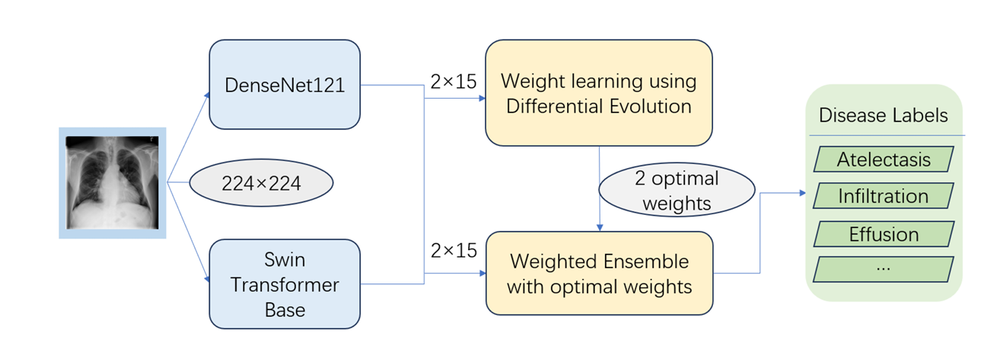 DenseNet121
2×15
Weight learning using
Differential Evolution
Disease Labels
Atelectasis
224×224
2 optimal
weights
Infiltration
Effusion
...
Swin
Transformer
Base
2×15
Weighted Ensemble
with optimal weights